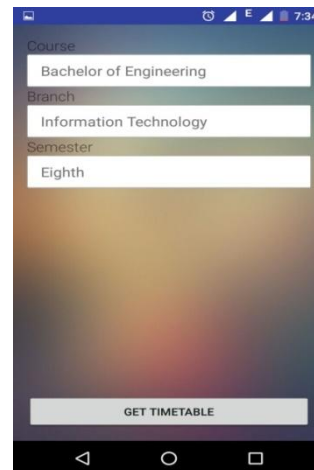 E 7:34
Course
Bachelor of Engineering
Branch
Information Technology
Semester
Eighth
GET TIMETABLE